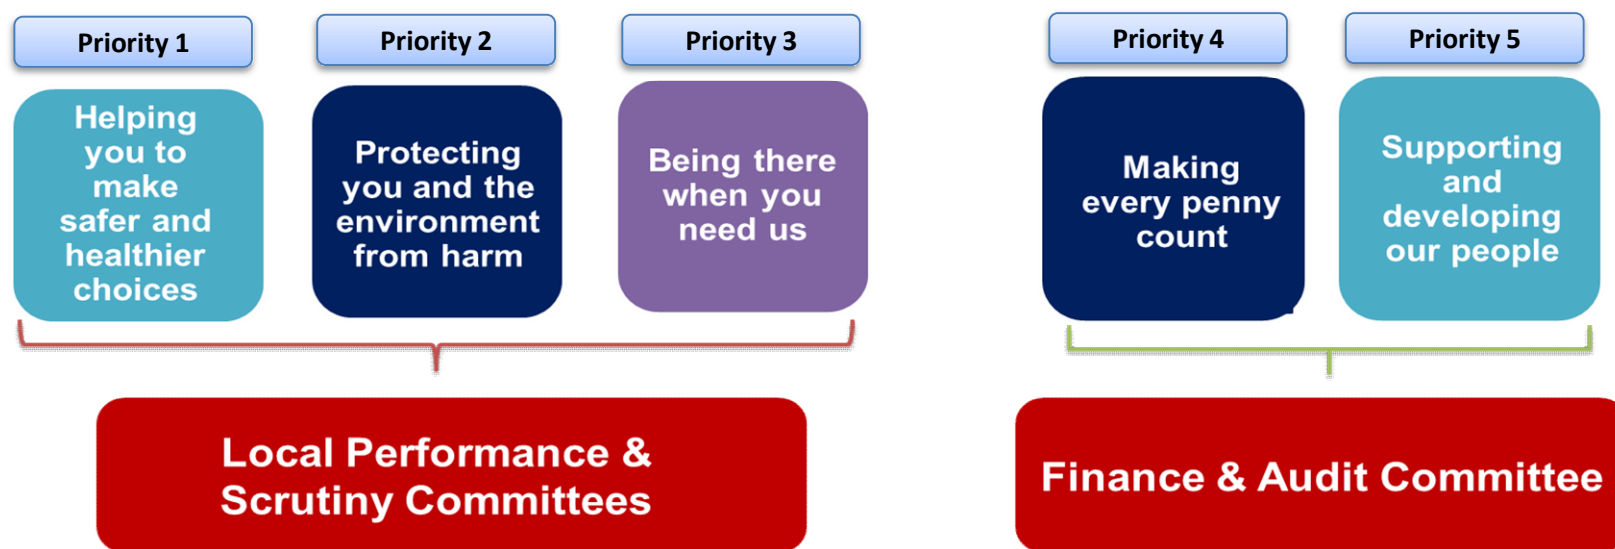 Priority 1
Priority 2
Priority 3
Priority 4
Priority 5
Helping
you to
make
safer and
healthier
choices
Protecting
you and the
environment
from harm
Being there
when you
need us
Making
every penny
count
Supporting
and
developing
our people
Local Performance &
Scrutiny Committees
Finance & Audit Committee